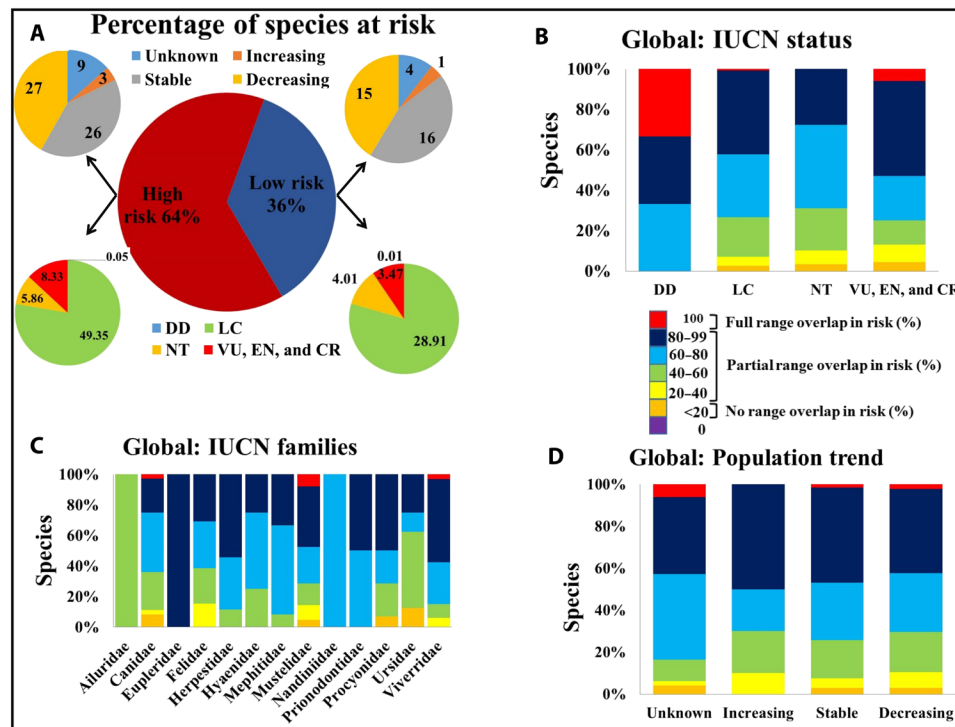 A
Percentage of species at risk
Unknown
Increasing
Stable
Decreasing
9
3
26
27
4
1
16
15
High
risk 64%
Low risk
36%
0.05
8.33
5.86
49.35
0.01
3.47
4.01
28.91
DD
LC
NT
VU, EN, and CR
B
Global: IUCN status
Species
100%
80%
60%
40%
20%
0%
DD
LC
NT
VU, EN, and CR
100
80–99
60–80
40–60
20–40
<20
0
Full range overlap in risk (%)
Partial range overlap in risk (%)
No range overlap in risk (%)
C
Global: IUCN families
Species
100%
80%
60%
40%
20%
0%
Ailuridae
Canidae
Eupleridae
Felidae
Herpestidae
Hyaenidae
Mephitidae
Mustelidae
Nandiniidae
Prionodontidae
Procyonidae
Ursidae
Viverridae
D
Global: Population trend
Species
100%
80%
60%
40%
20%
0%
Unknown
Increasing
Stable
Decreasing